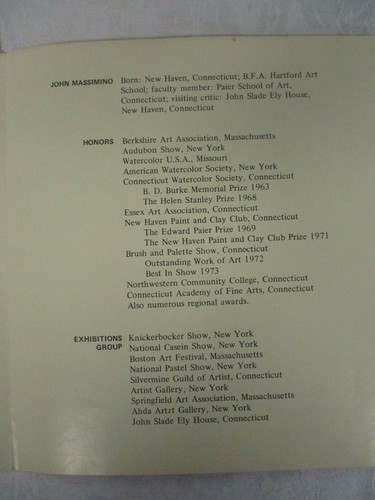 JOHN MASSIMINO Born: New Haven, Connecticut; B.F.A. Hartford Art
School; faculty member: Paier School of Art,
Connecticut; visiting critic: John Slade Ely House,
New Haven, Connecticut
HONORS Berkshire Art Association, Massachusetts
Audubon Show, New York
Watercolor U.S.A., Missouri
American Watercolor Society, New York
Connecticut Watercolor Society, Connecticut
B. D. Burke Memorial Prize 1963
The Helen Stanley Prize 1968
Essex Art Association, Connecticut
New Haven Paint and Clay Club, Connecticut
The Edward Paier Prize 1969
The New Haven Paint and Clay Club Prize 1971
Brush and Palette Show, Connocticut
Outstanding Work of Art 1972
Best In Show 1973
Northwestern Community College, Connecticut
Connecticut Academy of Fine Arts, Connecticut
Also numerous regional awards.
EXHIBITIONS Knickerbocker Show, New York
GROUP National Casein Show, New York
Boston Art Festival, Massachusetts
National Pastel Show, New York
Silvermine Guild of Artist, Connecticut
Artist Gallery, New York
Springfield Art Association, Massachusetts
Ahda Artzt Gallery, New York
John Slade Ely House, Connecticut